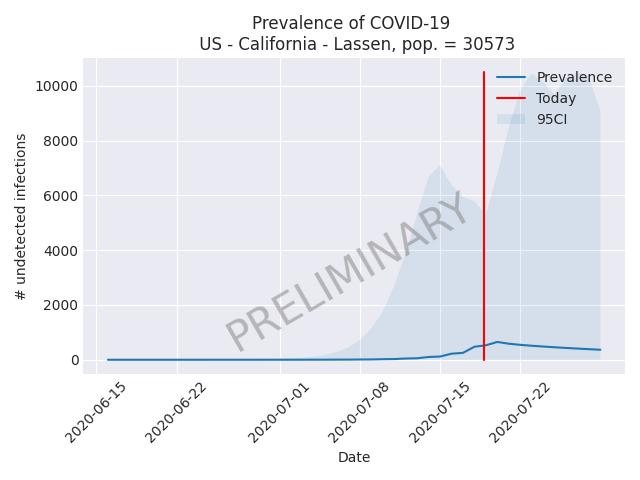 Prevalence of COVID-19
US - California - Lassen, pop. = 30573
10000
8000
6000
4000
2000
0
# undetected infections
Prevalence
Today
95CI
PRELIMINARY
2020-06-15
2020-06-22
2020-07-01
2020-07-08
2020-07-15
2020-07-22
Date